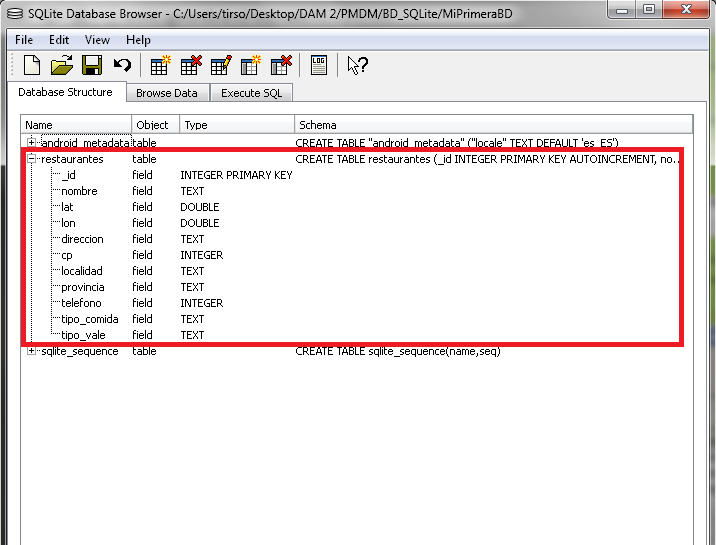 SQLite Database Browser - C:/Users/tirso/Desktop/DAM 2/PMDM/BD_SQLite/MiPrimeraBD
File Edit View Help
LOG
Database Structure Browse Data Execute SQL
Name Object Type Schema
android_metadata table CREATE TABLE "android_metadata" ("locale" TEXT DEFAULT 'es_ES')
restaurantes table CREATE TABLE restaurantes (_id INTEGER PRIMARY KEY AUTOINCREMENT, no...
_id field INTEGER PRIMARY KEY
nombre field TEXT
lat field DOUBLE
lon field DOUBLE
direccion field TEXT
cp field INTEGER
localidad field TEXT
provincia field TEXT
telefono field INTEGER
tipo_comida field TEXT
tipo_vale field TEXT
sqlite_sequence table CREATE TABLE sqlite_sequence(name,seq)